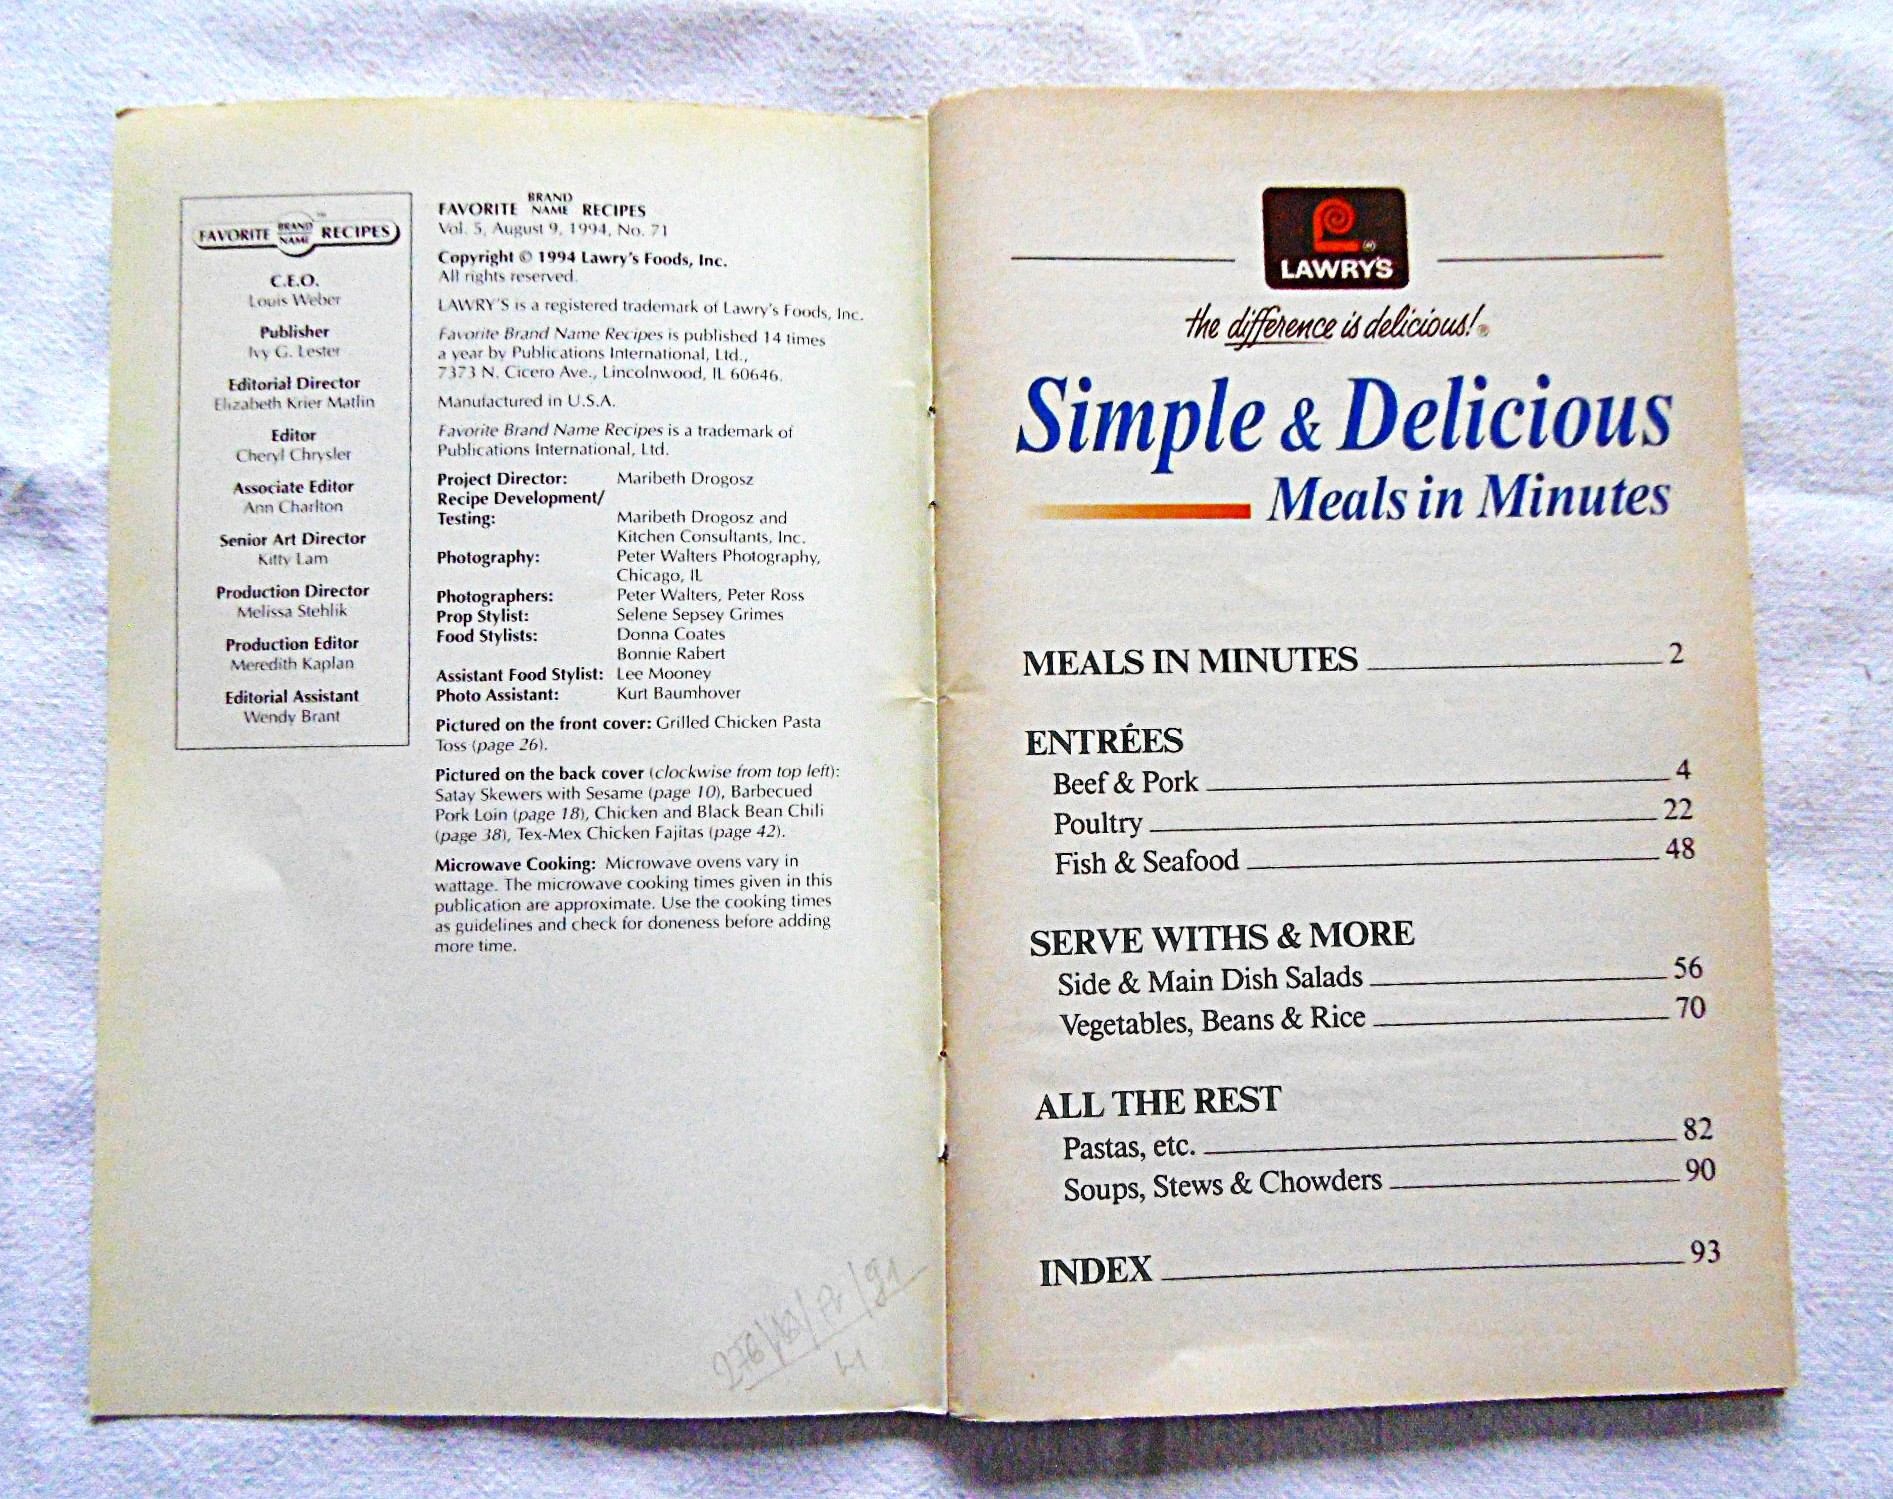 FAVORITE BRAND NAME RECIPES ™
C.E.O.
Louis Weber
Publisher
Ivy G. Lester
Editorial Director
Elizabeth Krier Matlin
Editor
Cheryl Chrysler
Associate Editor
Ann Charlton
Senior Art Director
Kitty Lam
Production Director
Melissa Stehlik
Production Editor
Meredith Kaplan
Editorial Assistant
Wendy Brant
FAVORITE BRAND NAME RECIPES
Vol. 5, August 9, 1994, No. 71
Copyright © 1994 Lawry's Foods, Inc.
All rights reserved.
LAWRY'S is a registered trademark of Lawry's Foods, Inc.
Favorite Brand Name Recipes is published 14 times
a year by Publications International, Ltd.,
7373 N. Cicero Ave., Lincolnwood, IL 60646.
Manufactured in U.S.A.
Favorite Brand Name Recipes is a trademark of
Publications International, Ltd.
Project Director: Maribeth Drogosz
Recipe Development/
Testing: Maribeth Drogosz and
Kitchen Consultants, Inc.
Photography: Peter Walters Photography,
Chicago, IL
Photographers: Peter Walters, Peter Ross
Prop Stylist: Selene Sepsey Grimes
Food Stylists: Donna Coates
Bonnie Rabert
Assistant Food Stylist: Lee Mooney
Photo Assistant: Kurt Baumhover
Pictured on the front cover: Grilled Chicken Pasta
Toss (page 26).
Pictured on the back cover (clockwise from top left):
Satay Skewers with Sesame (page 10), Barbecued
Pork Loin (page 18), Chicken and Black Bean Chili
(page 38), Tex-Mex Chicken Fajitas (page 42).
Microwave Cooking: Microwave ovens vary in
wattage. The microwave cooking times given in this
publication are approximate. Use the cooking times
as guidelines and check for doneness before adding
more time.
LAWRY'S ®
the difference is delicious! ®
Simple & Delicious
Meals in Minutes
MEALS IN MINUTES 2
ENTRÉES
Beef & Pork 4
Poultry 22
Fish & Seafood 48
SERVE WITHS & MORE
Side & Main Dish Salads 56
Vegetables, Beans & Rice 70
ALL THE REST
Pastas, etc. 82
Soups, Stews & Chowders 90
INDEX 93